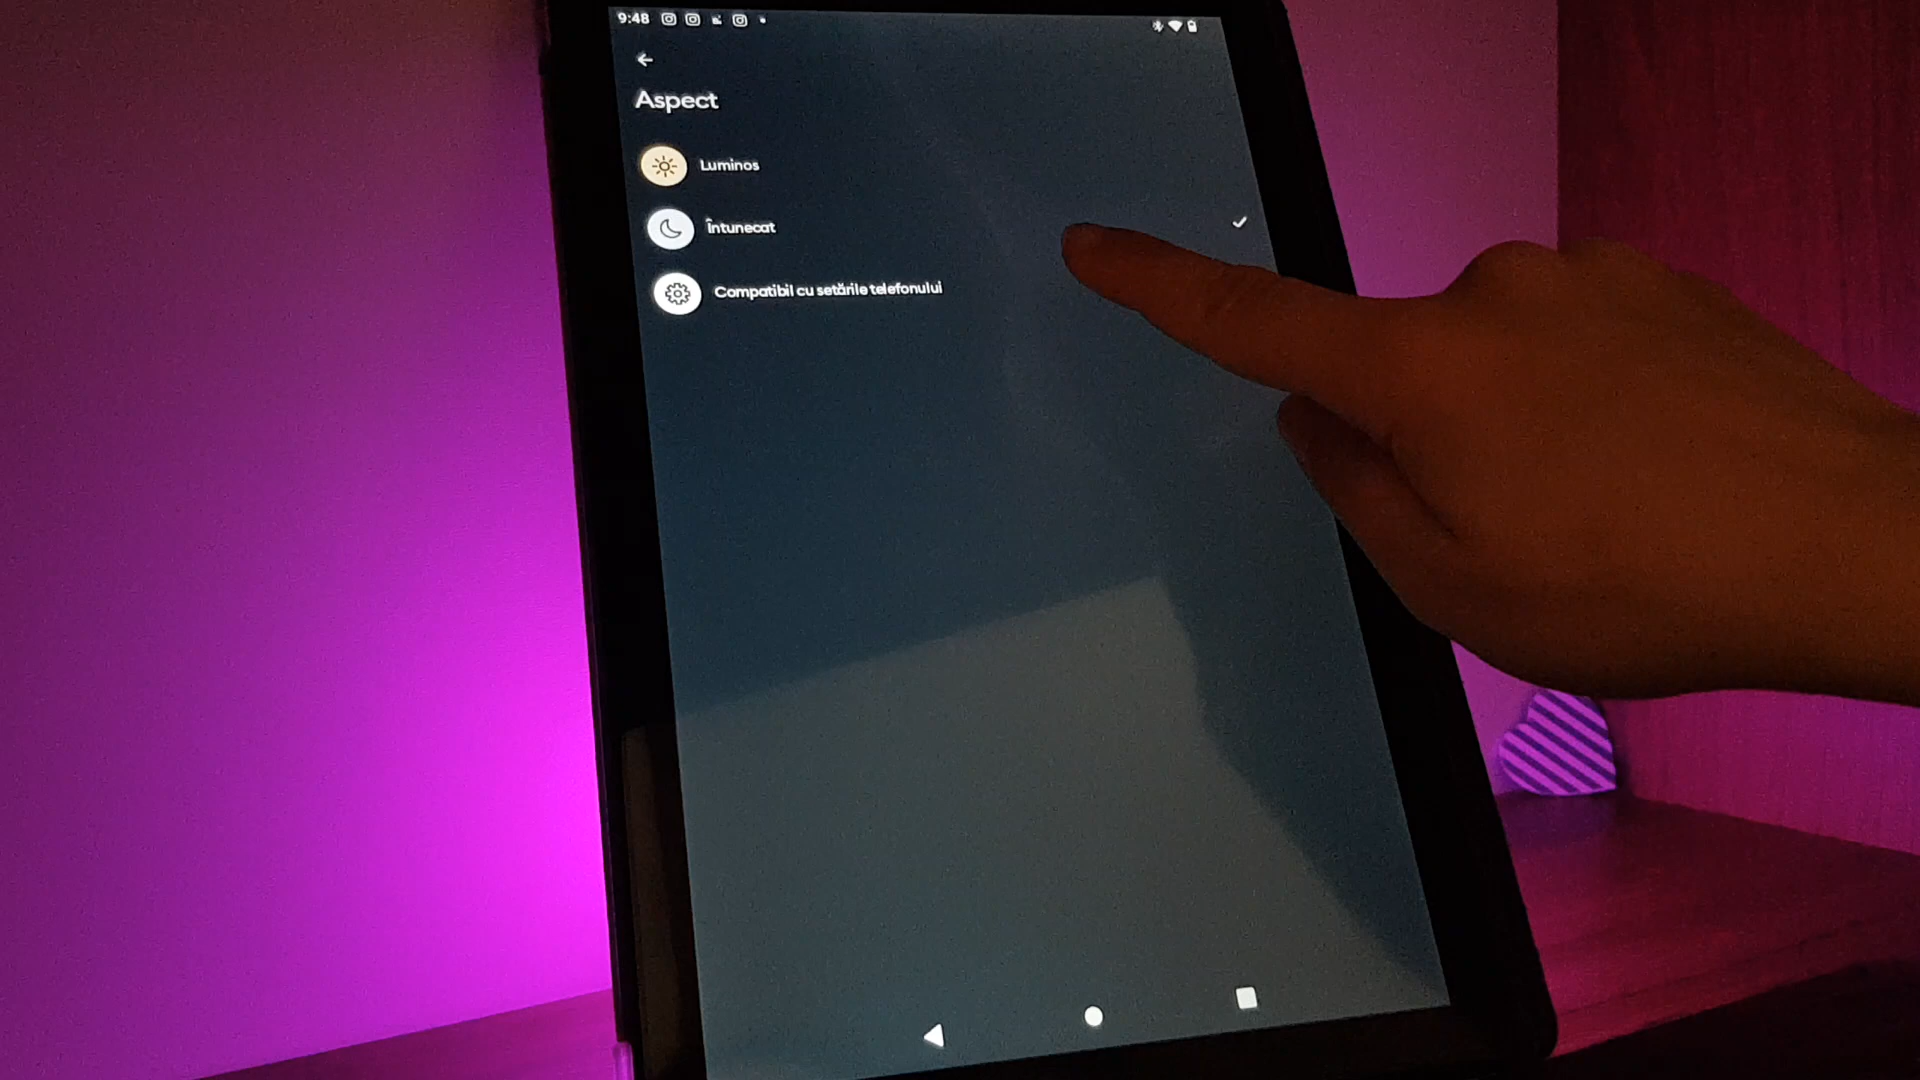 9:48
Aspect
Luminos
Întunecat
Compatibil cu setările telefonului